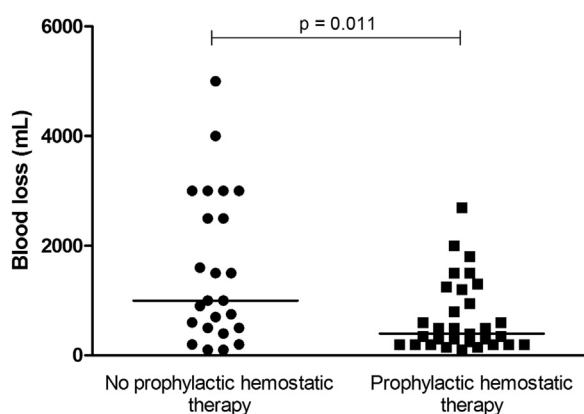 p = 0.011
6000
4000
2000
0
Blood loss (mL)
No prophylactic hemostatic
therapy
Prophylactic hemostatic
therapy